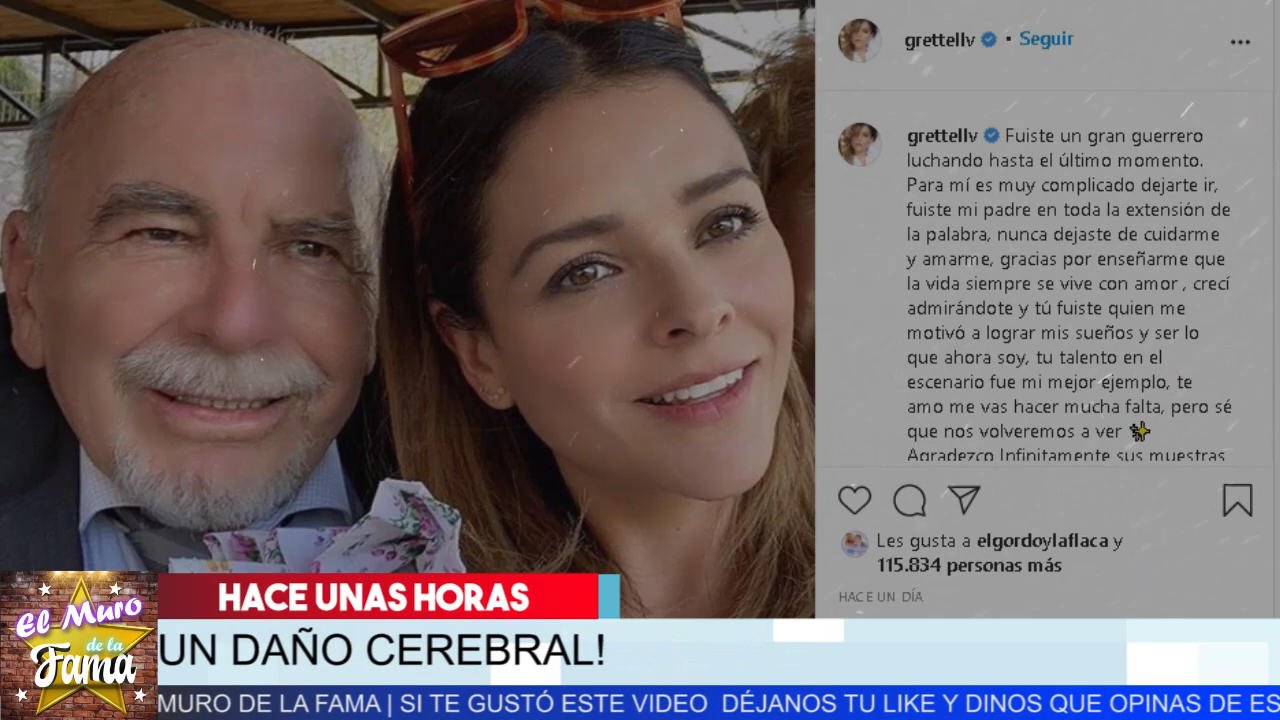 grettellv • Seguir
grettellv Fuiste un gran guerrero
luchando hasta el último momento.
Para mí es muy complicado dejarte ir,
fuiste mi padre en toda la extensión de
la palabra, nunca dejaste de cuidarme
y amarme, gracias por enseñarme que
la vida siempre se vive con amor , crecí
admirándote y tú fuiste quien me
motivó a lograr mis sueños y ser lo
que ahora soy, tu talento en el
escenario fue mi mejor ejemplo, te
amo me vas hacer mucha falta, pero sé
que nos volveremos a ver ✨
Agradezco Infinitamente sus muestras
Les gusta a elgordoylaflaca y
115.834 personas más
HACE UN DÍA
HACE UNAS HORAS
El Muro
de la
Fama
UN DAÑO CEREBRAL!
MURO DE LA FAMA | SI TE GUSTÓ ESTE VIDEO DÉJANOS TU LIKE Y DINOS QUE OPINAS DE ES